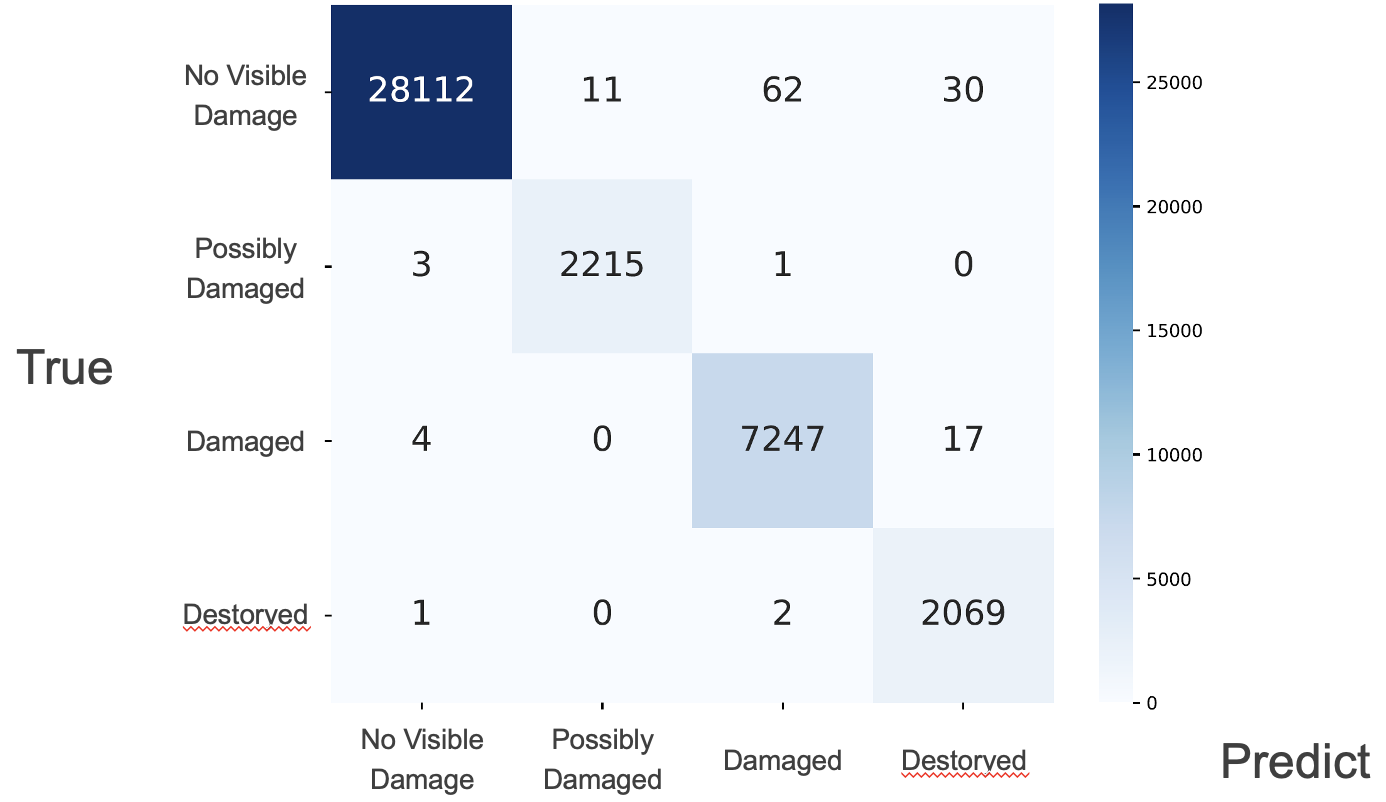 No Visible
Damage
28112
11
62
30
Possibly
Damaged
3
2215
1
0
True
Damaged
4
0
7247
17
Destorved
1
0
2
2069
No Visible
Damage
Possibly
Damaged
Damaged
Destorved
25000
20000
15000
10000
5000
0
Predict